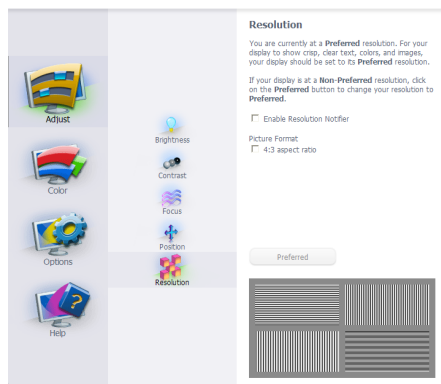 Adjust
Color
Options
Help
Brightness
Contrast
Focus
Position
Resolution
Resolution
You are currently at a Preferred resolution. For your
display to show crisp, clear text, colors, and images,
your display should be set to its Preferred resolution.
If your display is at a Non-Preferred resolution, click
on the Preferred button to change your resolution to
Preferred.
Enable Resolution Notifier
Picture Format
4:3 aspect ratio
Preferred